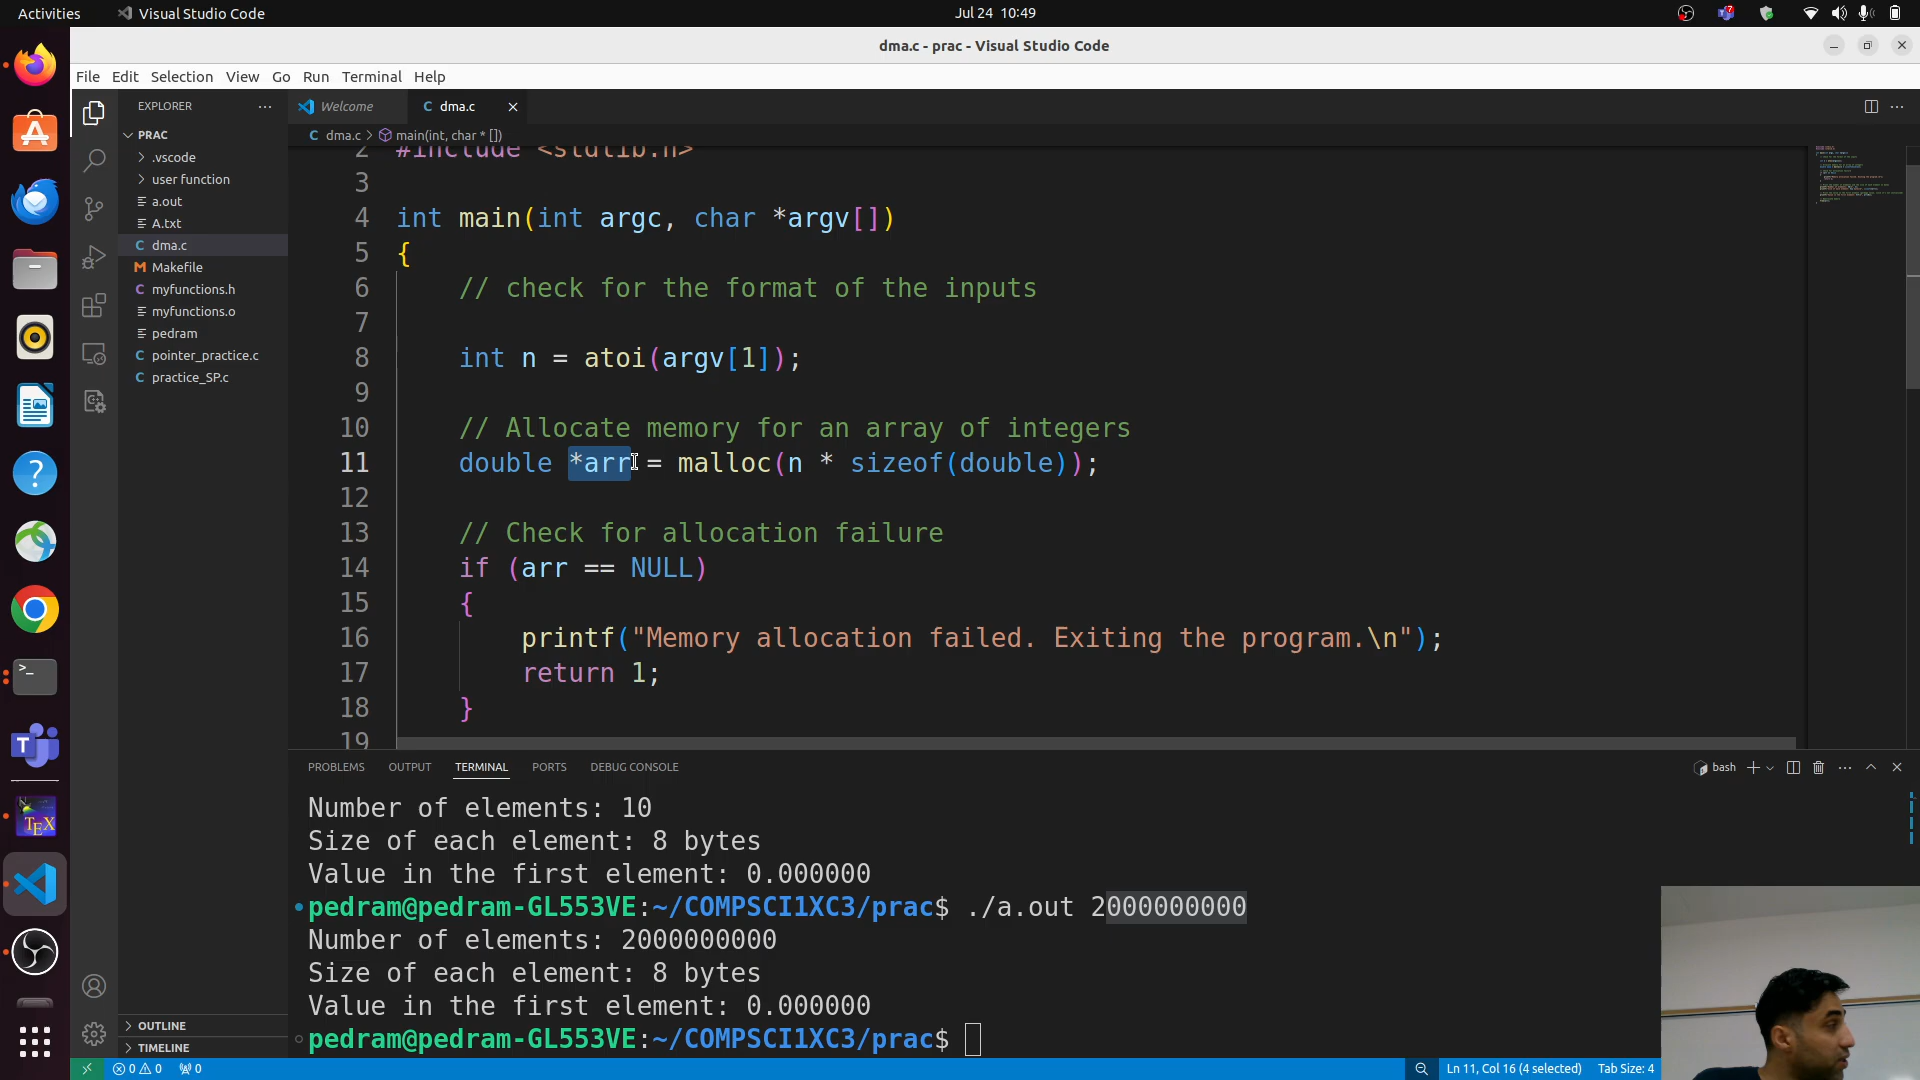 Activities
Visual Studio Code
Jul 24 10:49
dma.c - prac - Visual Studio Code
File Edit Selection View Go Run Terminal Help
EXPLORER
PRAC
.vscode
user function
a.out
A.txt
C dma.c
M Makefile
C myfunctions.h
myfunctions.o
pedram
C pointer_practice.c
C practice_SP.c
OUTLINE
TIMELINE
Welcome
C dma.c
C dma.c > main(int, char * [])
2 #include <stdlib.h>
3
4 int main(int argc, char *argv[])
5 {
6 // check for the format of the inputs
7
8 int n = atoi(argv[1]);
9
10 // Allocate memory for an array of integers
11 double *arr = malloc(n * sizeof(double));
12
13 // Check for allocation failure
14 if (arr == NULL)
15 {
16 printf("Memory allocation failed. Exiting the program.\n");
17 return 1;
18 }
19
PROBLEMS OUTPUT TERMINAL PORTS DEBUG CONSOLE
bash
Number of elements: 10
Size of each element: 8 bytes
Value in the first element: 0.000000
pedram@pedram-GL553VE:~/COMPSCI1XC3/prac$ ./a.out 2000000000
Number of elements: 2000000000
Size of each element: 8 bytes
Value in the first element: 0.000000
pedram@pedram-GL553VE:~/COMPSCI1XC3/prac$
0 0 0
Ln 11, Col 16 (4 selected) Tab Size: 4